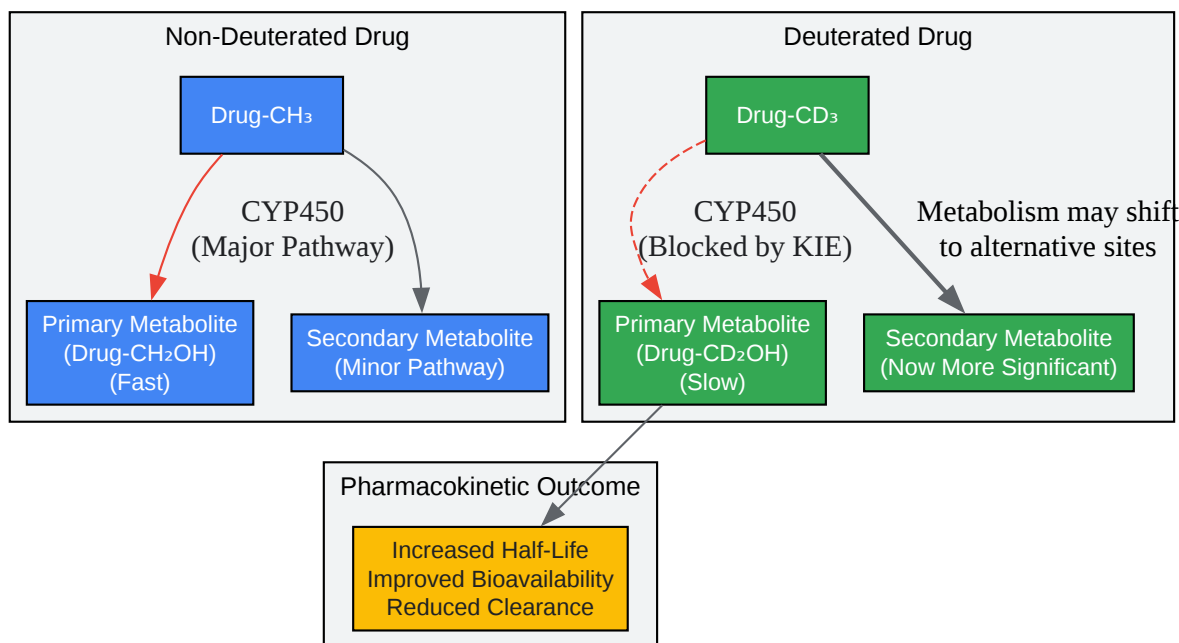 Non-Deuterated Drug
Drug-CH₃
CYP450
(Major Pathway)
Primary Metabolite
(Drug-CH₂OH)
(Fast)
Secondary Metabolite
(Minor Pathway)
Deuterated Drug
Drug-CD₃
CYP450
(Blocked by KIE)
Metabolism may shift
to alternative sites
Primary Metabolite
(Drug-CD₂OH)
(Slow)
Secondary Metabolite
(Now More Significant)
Pharmacokinetic Outcome
Increased Half-Life
Improved Bioavailability
Reduced Clearance